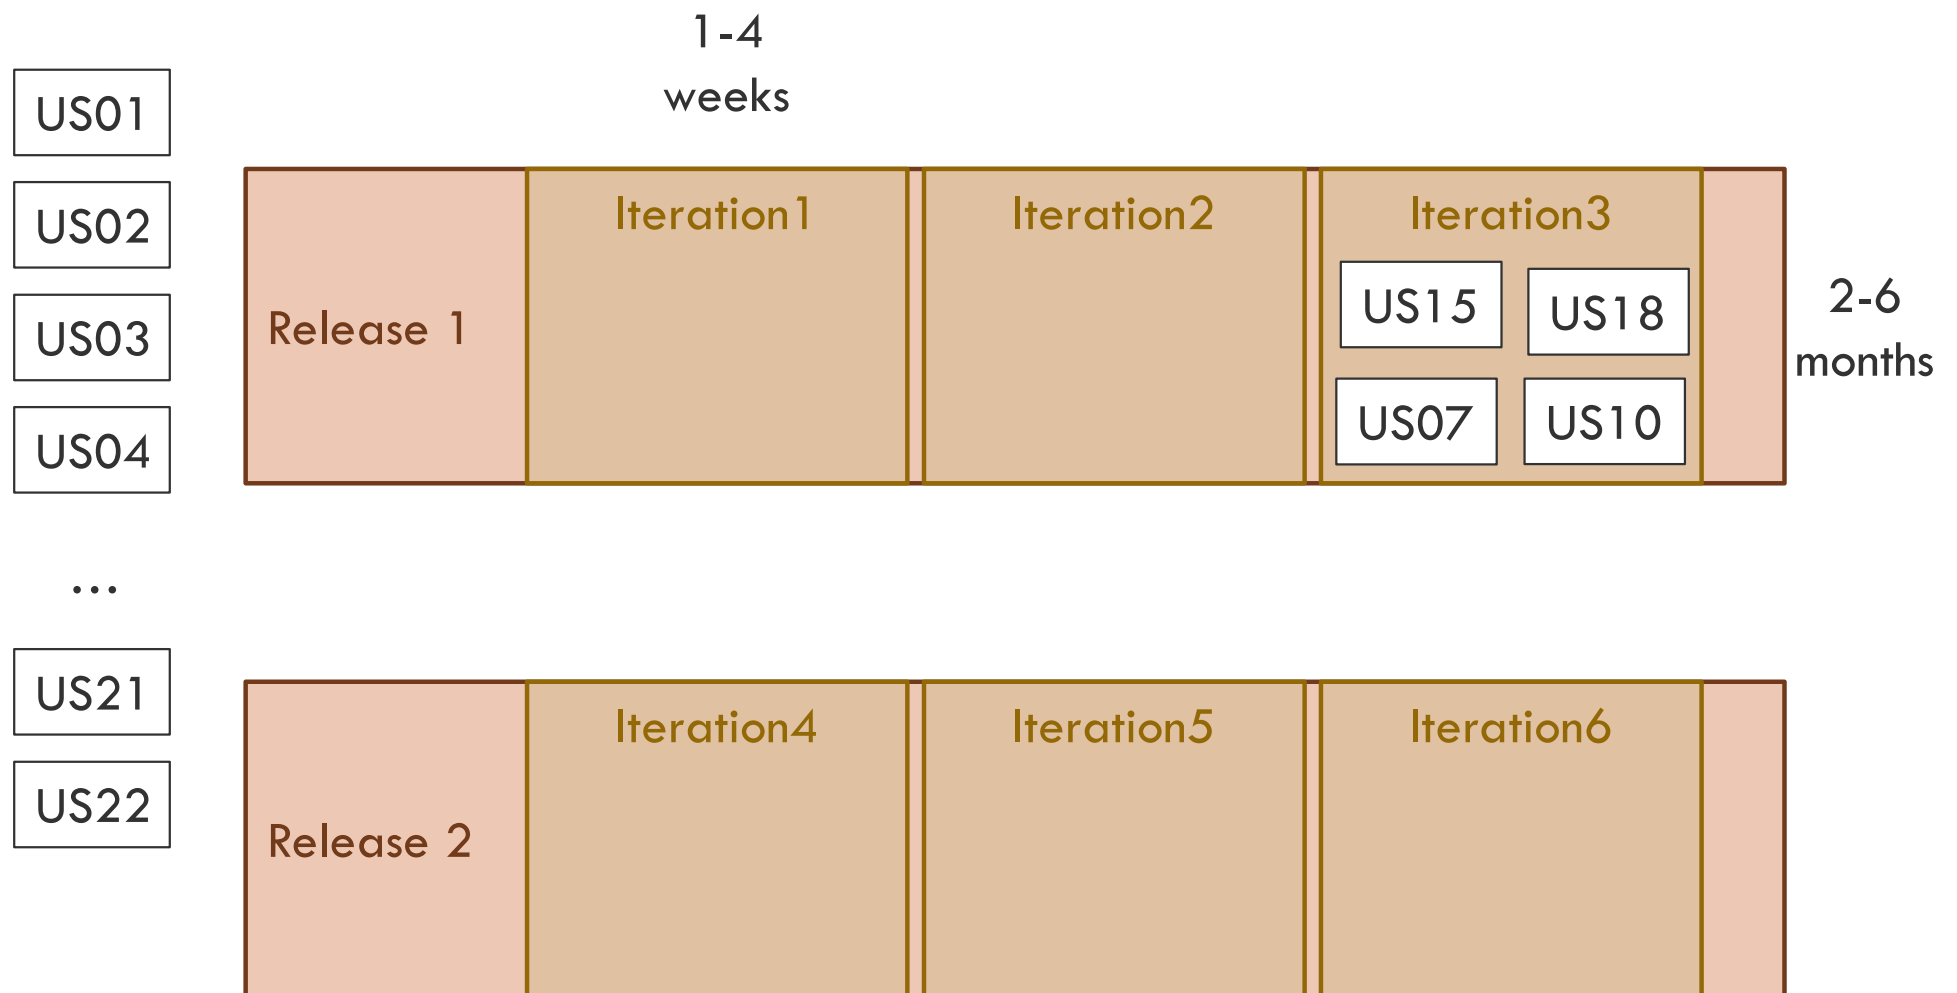 1-4
weeks
US01
US02
US03
US04
...
US21
US22
Release 1
Iteration1
Iteration2
Iteration3
US15
US18
US07
US10
2-6
months
Release 2
Iteration4
Iteration5
Iteration6